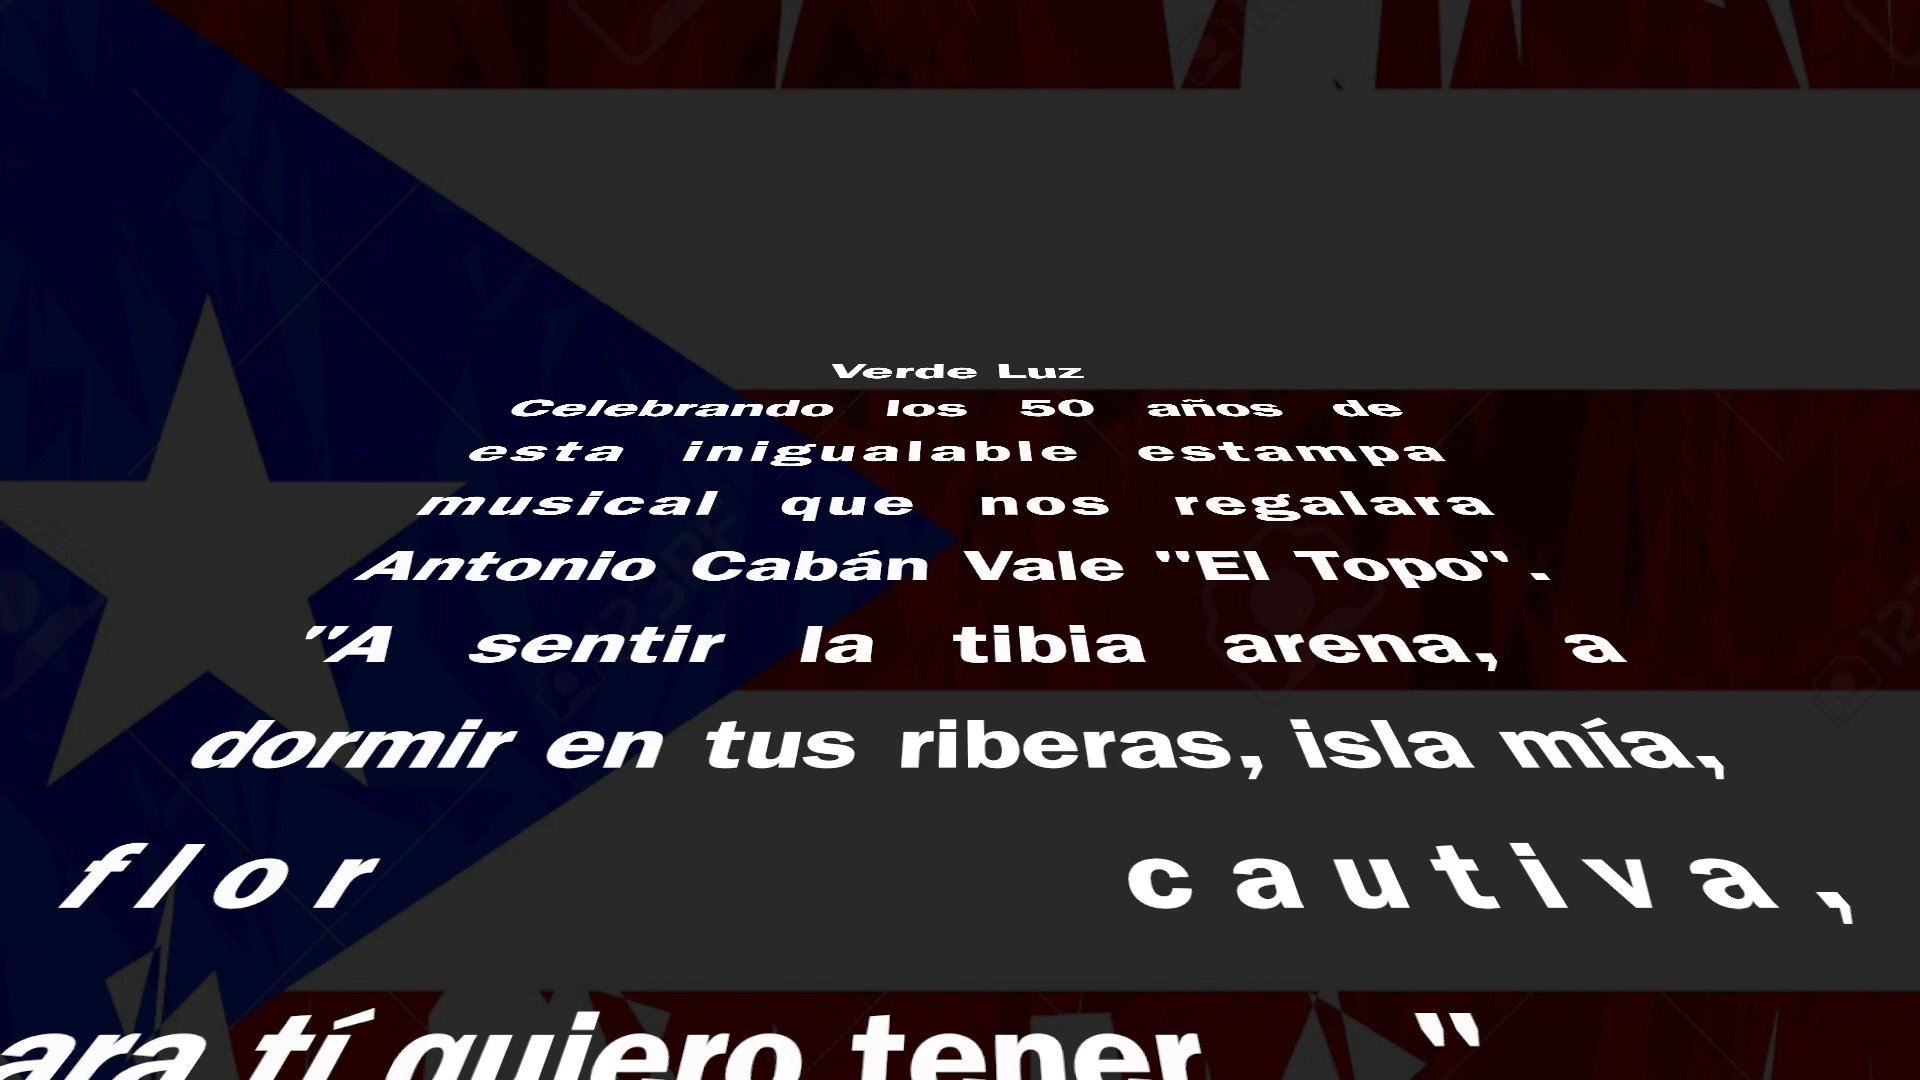 Verde Luz
Celebrando los 50 años de
esta inigualable estampa
musical que nos regalara
Antonio Cabán Vale "El Topo".
"A sentir la tibia arena, a
dormir en tus riberas, isla mía,
flor cautiva,
ara tí quiero tener "